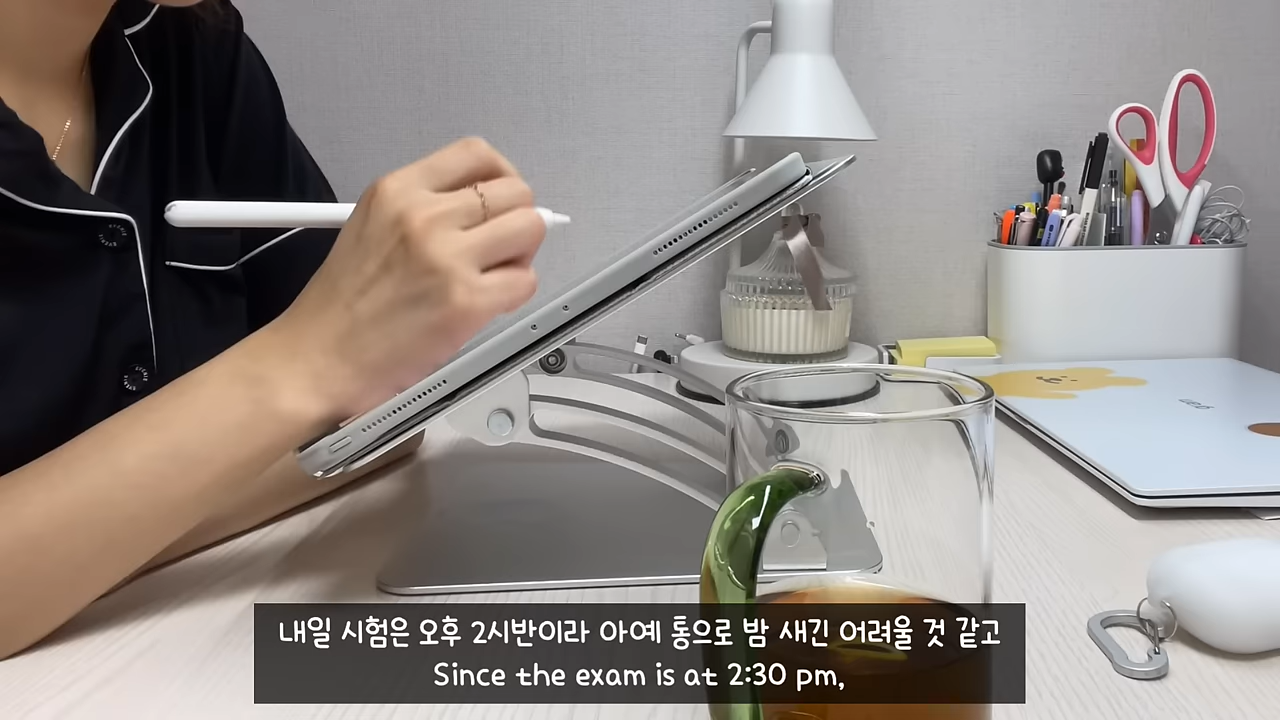 내일 시험은 오후 2시반이라 아예 통으로 밤 새긴 어려울 것 같고
Since the exam is at 2:30 pm,